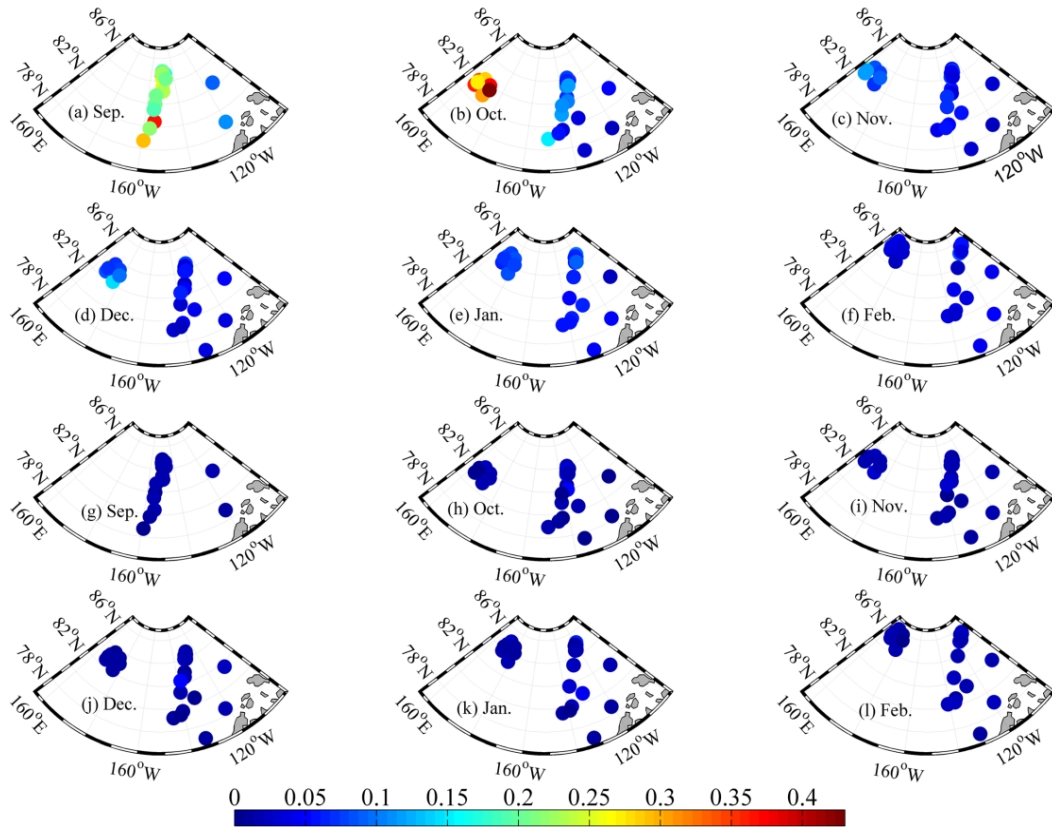 86°N
82°N
78°N
160°E
160°W
120°W
(a) Sep.
86°N
82°N
78°N
160°E
160°W
120°W
(b) Oct.
86°N
82°N
78°N
160°E
160°W
120°W
(c) Nov.
86°N
82°N
78°N
160°E
160°W
120°W
(d) Dec.
86°N
82°N
78°N
160°E
160°W
120°W
(e) Jan.
86°N
82°N
78°N
160°E
160°W
120°W
(f) Feb.
86°N
82°N
78°N
160°E
160°W
120°W
(g) Sep.
86°N
82°N
78°N
160°E
160°W
120°W
(h) Oct.
86°N
82°N
78°N
160°E
160°W
120°W
(i) Nov.
86°N
82°N
78°N
160°E
160°W
120°W
(j) Dec.
86°N
82°N
78°N
160°E
160°W
120°W
(k) Jan.
86°N
82°N
78°N
160°E
160°W
120°W
(l) Feb.
0 0.05 0.1 0.15 0.2 0.25 0.3 0.35 0.4